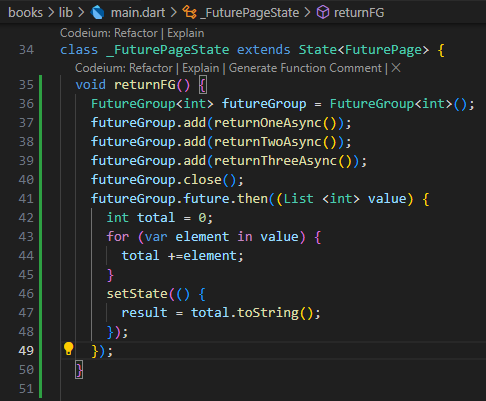 books > lib > main.dart > _FuturePageState > returnFG
Codeium: Refactor | Explain
34 class _FuturePageState extends State<FuturePage> {
Codeium: Refactor | Explain | Generate Function Comment | ×
35 void returnFG() {
36 FutureGroup<int> futureGroup = FutureGroup<int>();
37 futureGroup.add(returnOneAsync());
38 futureGroup.add(returnTwoAsync());
39 futureGroup.add(returnThreeAsync());
40 futureGroup.close();
41 futureGroup.future.then((List <int> value) {
42 int total = 0;
43 for (var element in value) {
44 total +=element;
45 }
46 setState(() {
47 result = total.toString();
48 });
49 });
50 }
51